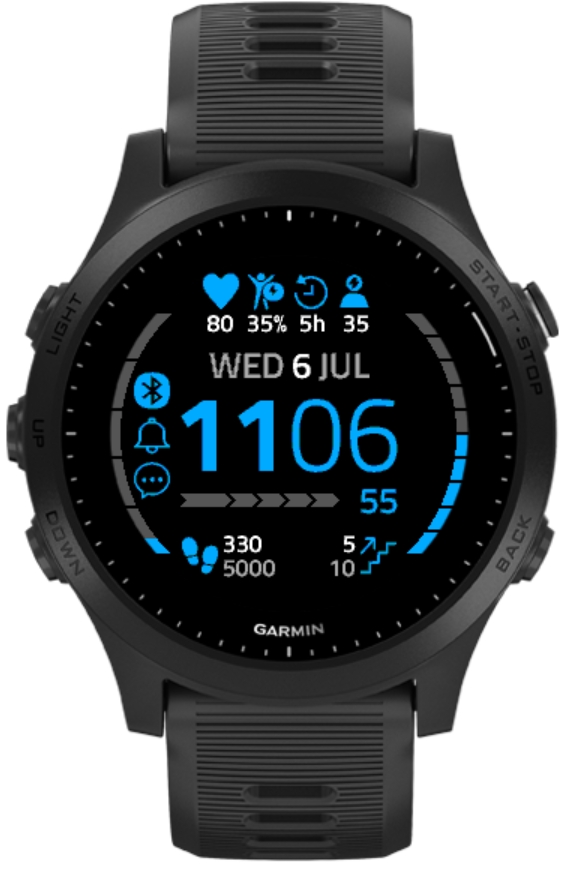 80 35% 5h 35
WED 6 JUL
1106
55
330
5000
5
10
GARMIN
LIGHT
UP
DOWN
START·STOP
BACK